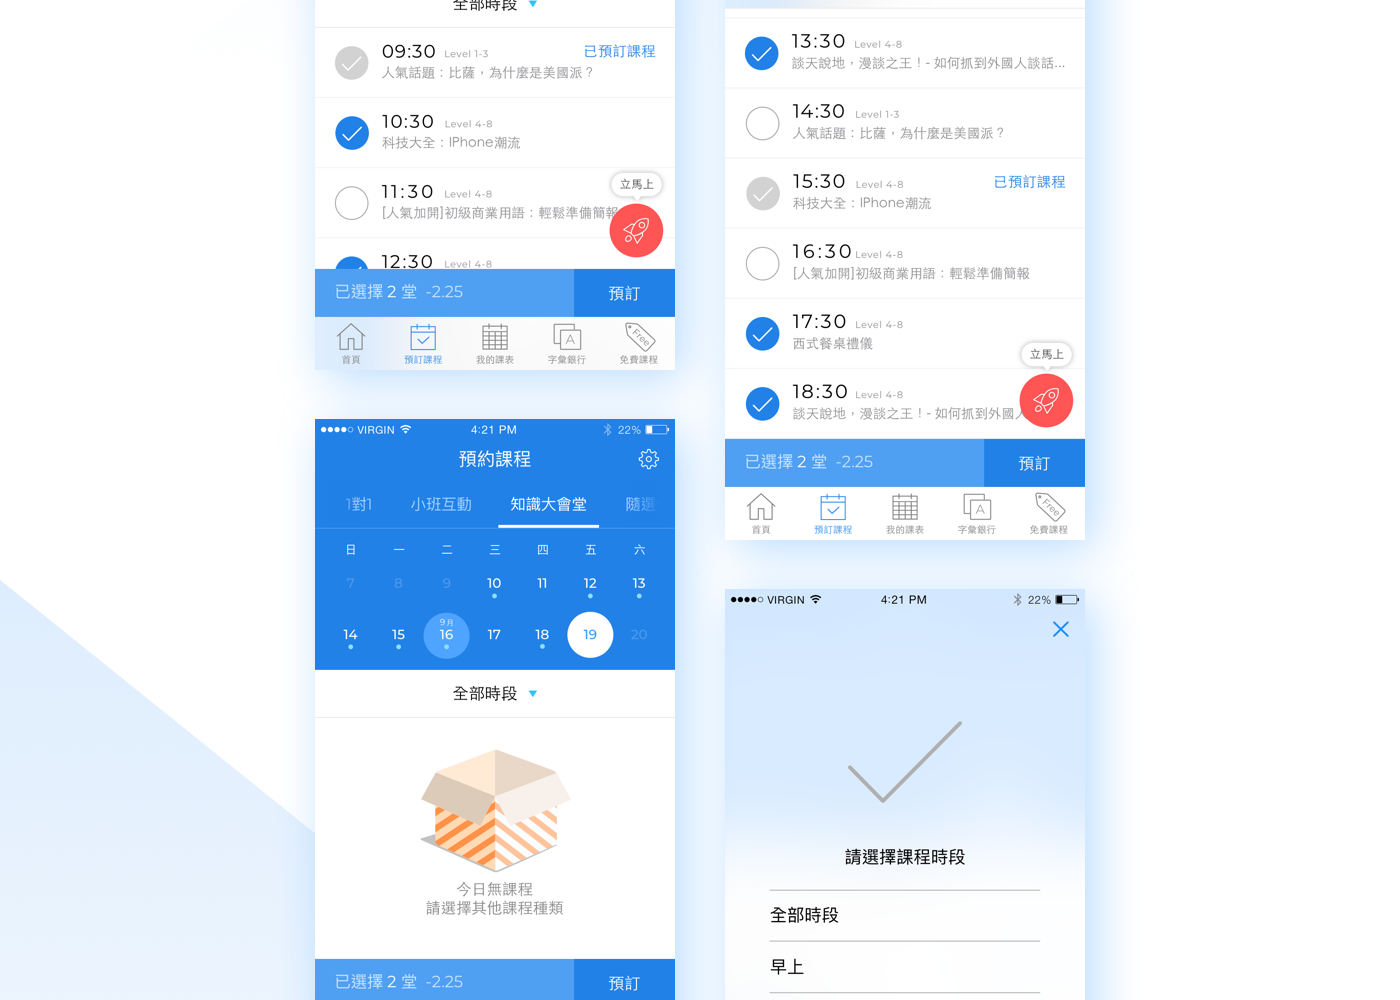 全部時段
09:30 Level 1-3 已預訂課程
人氣話題：比薩，為什麼是美國派？
10:30 Level 4-8
科技大全：IPhone潮流
11:30 Level 4-8
立馬上
[人氣加開]初級商業用語：輕鬆準備簡報
12:30 Level 4-8
已選擇 2 堂 -2.25 預訂
首頁 預訂課程 我的課表 字彙銀行 免費課程
A Free
VIRGIN 4:21 PM 22%
預約課程
1對1 小班互動 知識大會堂 隨選
日 一 二 三 四 五 六
7 8 9 10 11 12 13
9月
14 15 16 17 18 19 20
全部時段
今日無課程
請選擇其他課程種類
已選擇 2 堂 -2.25 預訂
13:30 Level 4-8
談天說地，漫談之王！- 如何抓到外國人談話...
14:30 Level 1-3
人氣話題：比薩，為什麼是美國派？
15:30 Level 4-8 已預訂課程
科技大全：IPhone潮流
16:30 Level 4-8
[人氣加開]初級商業用語：輕鬆準備簡報
17:30 Level 4-8
西式餐桌禮儀
立馬上
18:30 Level 4-8
談天說地，漫談之王！- 如何抓到外國人
已選擇 2 堂 -2.25 預訂
A Free
首頁 預訂課程 我的課表 字彙銀行 免費課程
VIRGIN 4:21 PM 22%
請選擇課程時段
全部時段
早上